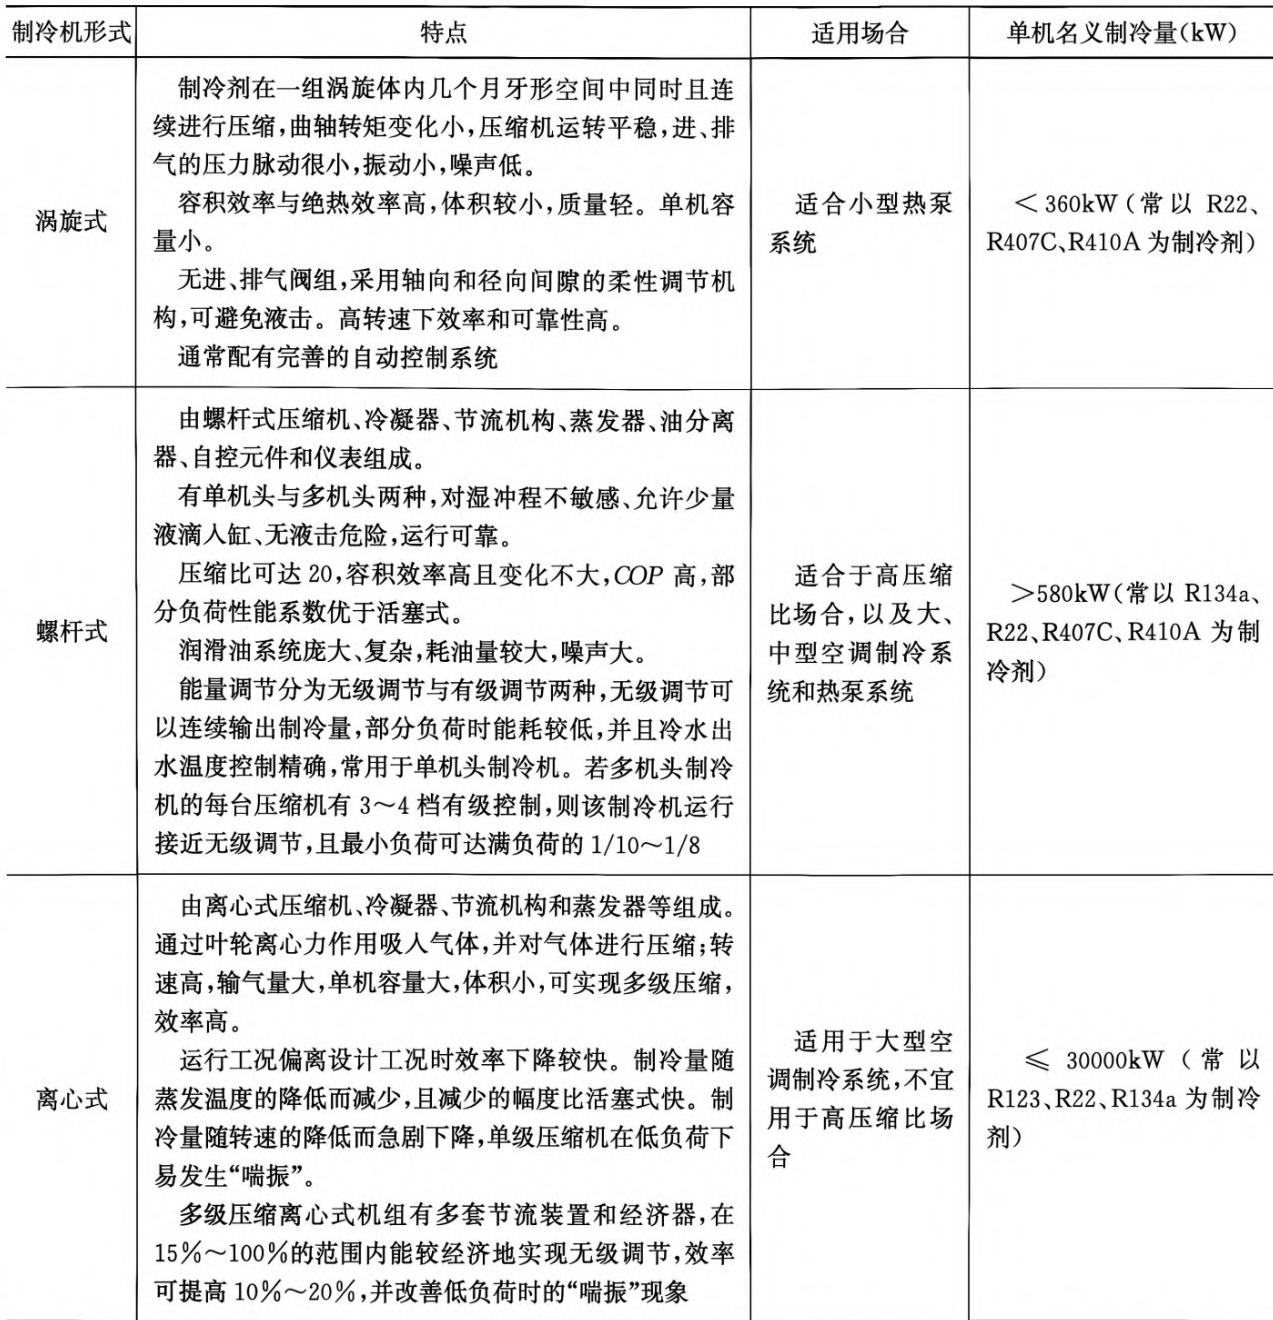 制冷机形式 特点 适用场合 单机名义制冷量(kW)
涡旋式
制冷剂在一组涡旋体内几个月牙形空间中同时且连
续进行压缩,曲轴转矩变化小,压缩机运转平稳,进、排
气的压力脉动很小,振动小,噪声低。
容积效率与绝热效率高,体积较小,质量轻。单机容
量小。
无进、排气阀组,采用轴向和径向间隙的柔性调节机
构,可避免液击。高转速下效率和可靠性高。
通常配有完善的自动控制系统
适合小型热泵
系统
<360kW(常以 R22、
R407C、R410A 为制冷剂)
螺杆式
由螺杆式压缩机、冷凝器、节流机构、蒸发器、油分离
器、自控元件和仪表组成。
有单机头与多机头两种,对湿冲程不敏感、允许少量
液滴人缸、无液击危险,运行可靠。
压缩比可达 20,容积效率高且变化不大,COP 高,部
分负荷性能系数优于活塞式。
润滑油系统庞大、复杂,耗油量较大,噪声大。
能量调节分为无级调节与有级调节两种,无级调节可
以连续输出制冷量,部分负荷时能耗较低,并且冷水出
水温度控制精确,常用于单机头制冷机。若多机头制冷
机的每台压缩机有 3~4 档有级控制,则该制冷机运行
接近无级调节,且最小负荷可达满负荷的 1/10~1/8
适合于高压缩
比场合,以及大、
中型空调制冷系
统和热泵系统
>580kW(常以 R134a、
R22、R407C、R410A 为制
冷剂)
离心式
由离心式压缩机、冷凝器、节流机构和蒸发器等组成。
通过叶轮离心力作用吸人气体,并对气体进行压缩;转
速高,输气量大,单机容量大,体积小,可实现多级压缩,
效率高。
运行工况偏离设计工况时效率下降较快。制冷量随
蒸发温度的降低而减少,且减少的幅度比活塞式快。制
冷量随转速的降低而急剧下降,单级压缩机在低负荷下
易发生“喘振”。
多级压缩离心式机组有多套节流装置和经济器,在
15%~100%的范围内能较经济地实现无级调节,效率
可提高 10%~20%,并改善低负荷时的“喘振”现象
适用于大型空
调制冷系统,不宜
用于高压缩比场
合
≤ 30000kW(常以
R123、R22、R134a 为制冷
剂)